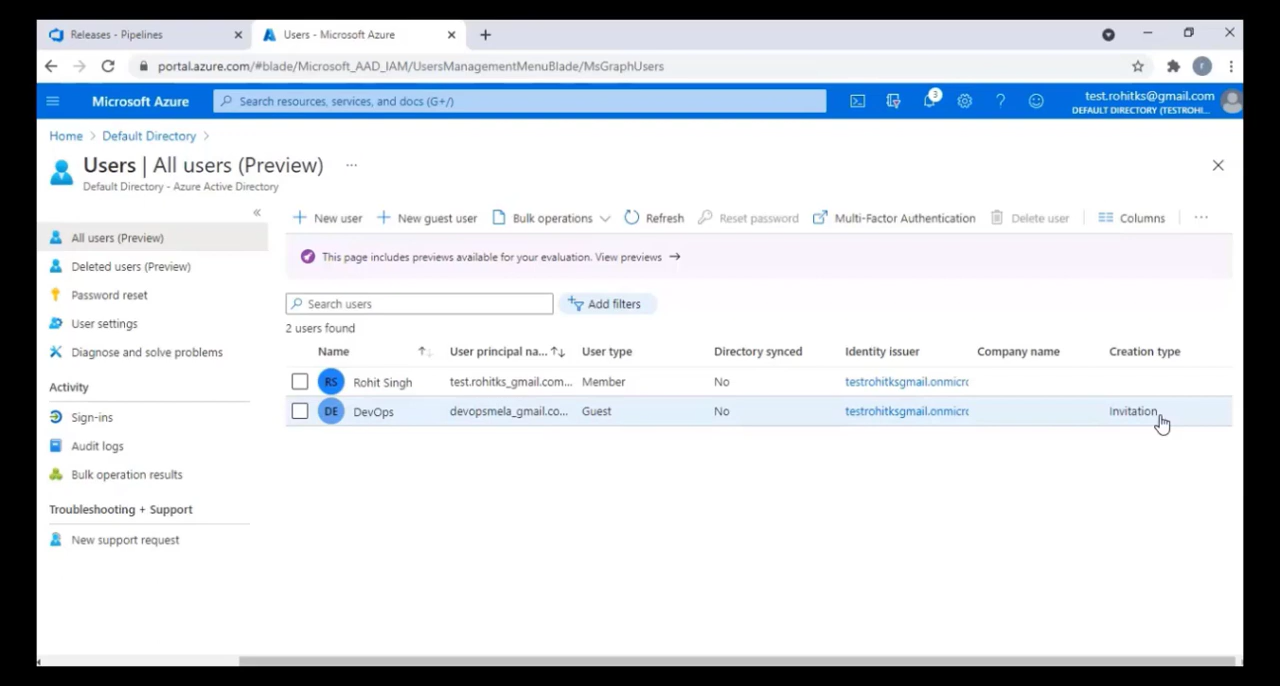 Releases - Pipelines
Users - Microsoft Azure
portal.azure.com/#blade/Microsoft_AAD_IAM/UsersManagementMenuBlade/MsGraphUsers
Microsoft Azure
Search resources, services, and docs (G+/)
3
test.rohitks@gmail.com
DEFAULT DIRECTORY (TESTROHI...
Home > Default Directory >
Users | All users (Preview) ...
Default Directory - Azure Active Directory
All users (Preview)
Deleted users (Preview)
Password reset
User settings
Diagnose and solve problems
Activity
Sign-ins
Audit logs
Bulk operation results
Troubleshooting + Support
New support request
New user
New guest user
Bulk operations
Refresh
Reset password
Multi-Factor Authentication
Delete user
Columns
This page includes previews available for your evaluation. View previews →
Search users
Add filters
2 users found
Name User principal na... User type Directory synced Identity issuer Company name Creation type
RS Rohit Singh test.rohitks_gmail.com... Member No testrohitksgmail.onmicro
DE DevOps devopsmela_gmail.co... Guest No testrohitksgmail.onmicro Invitation